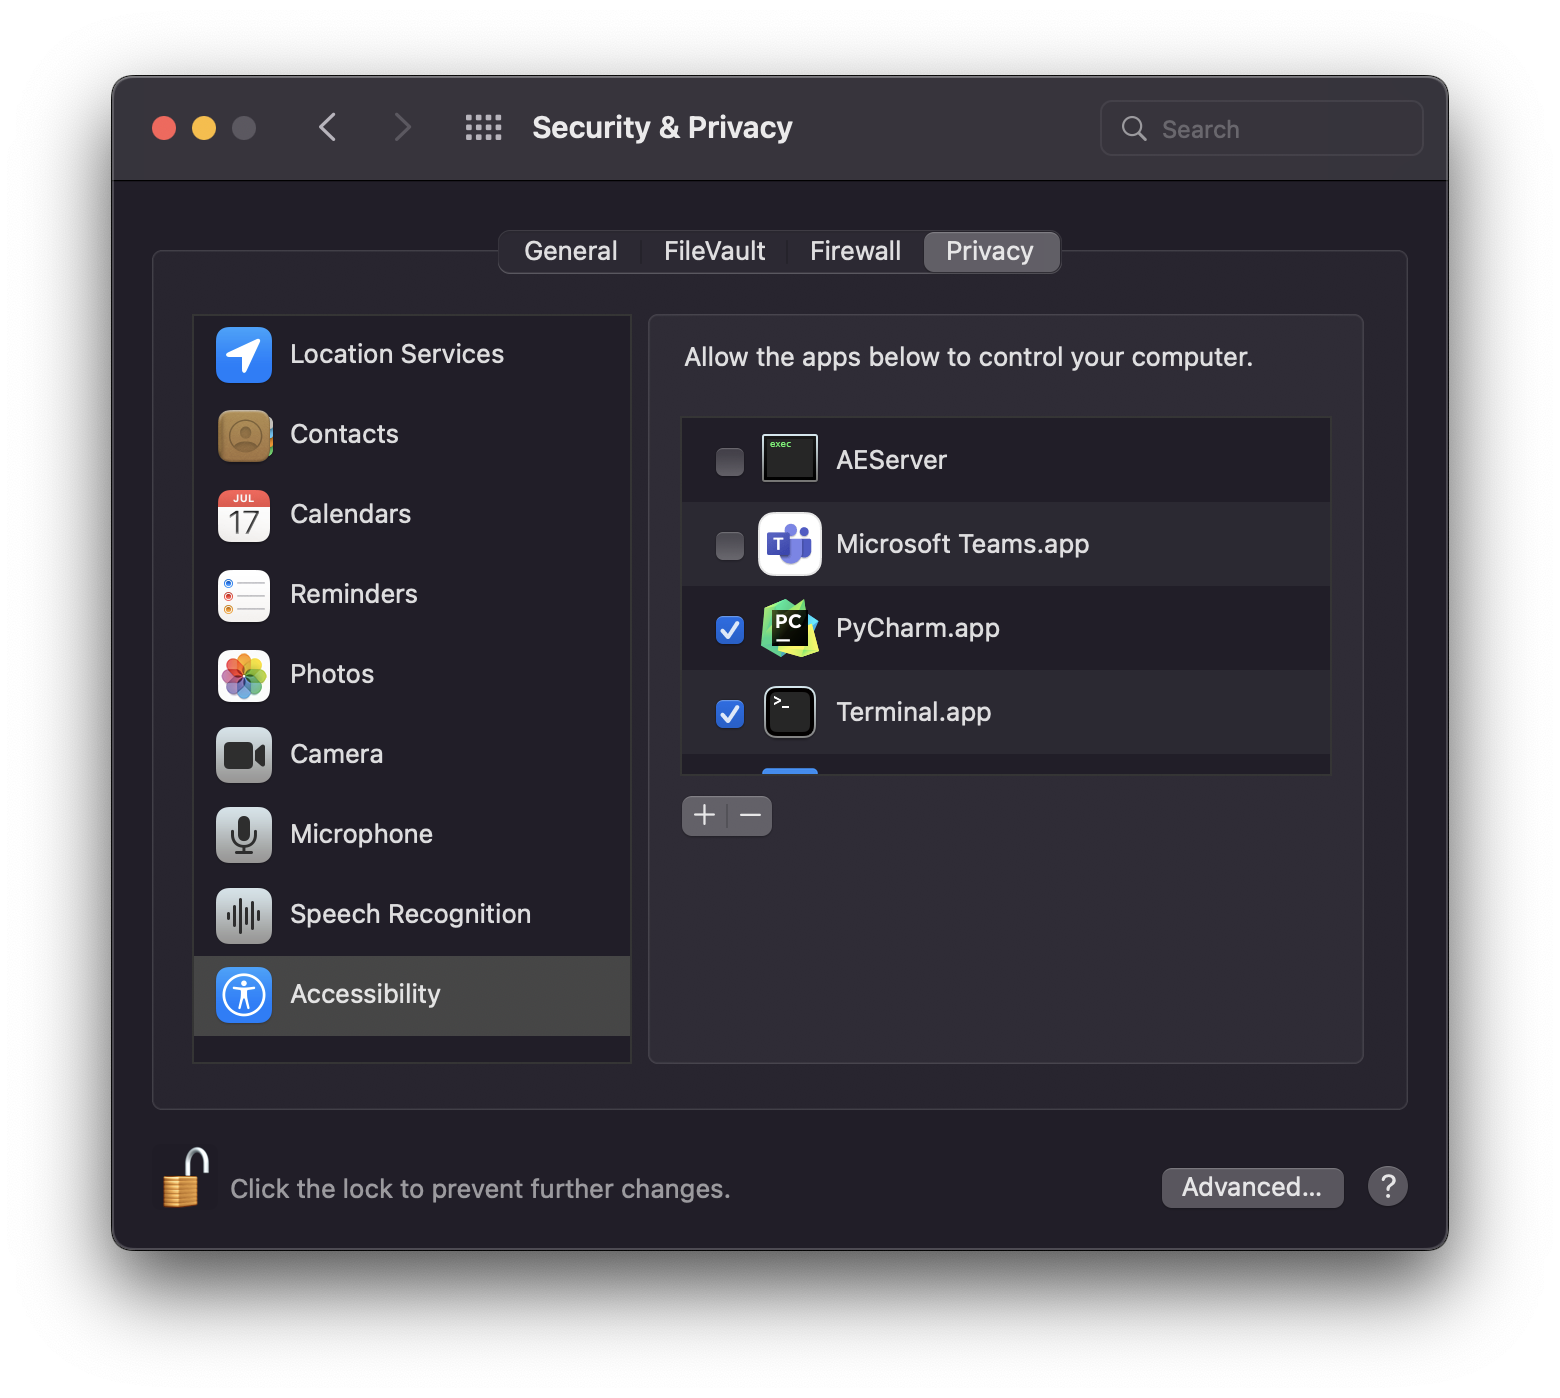 Security & Privacy
Search
General
FileVault
Firewall
Privacy
Location Services
Contacts
JUL
17
Calendars
Reminders
Photos
Camera
Microphone
Speech Recognition
Accessibility
Allow the apps below to control your computer.
exec
AEServer
T
Microsoft Teams.app
PC
PyCharm.app
>_
Terminal.app
+ −
Click the lock to prevent further changes.
Advanced...
?